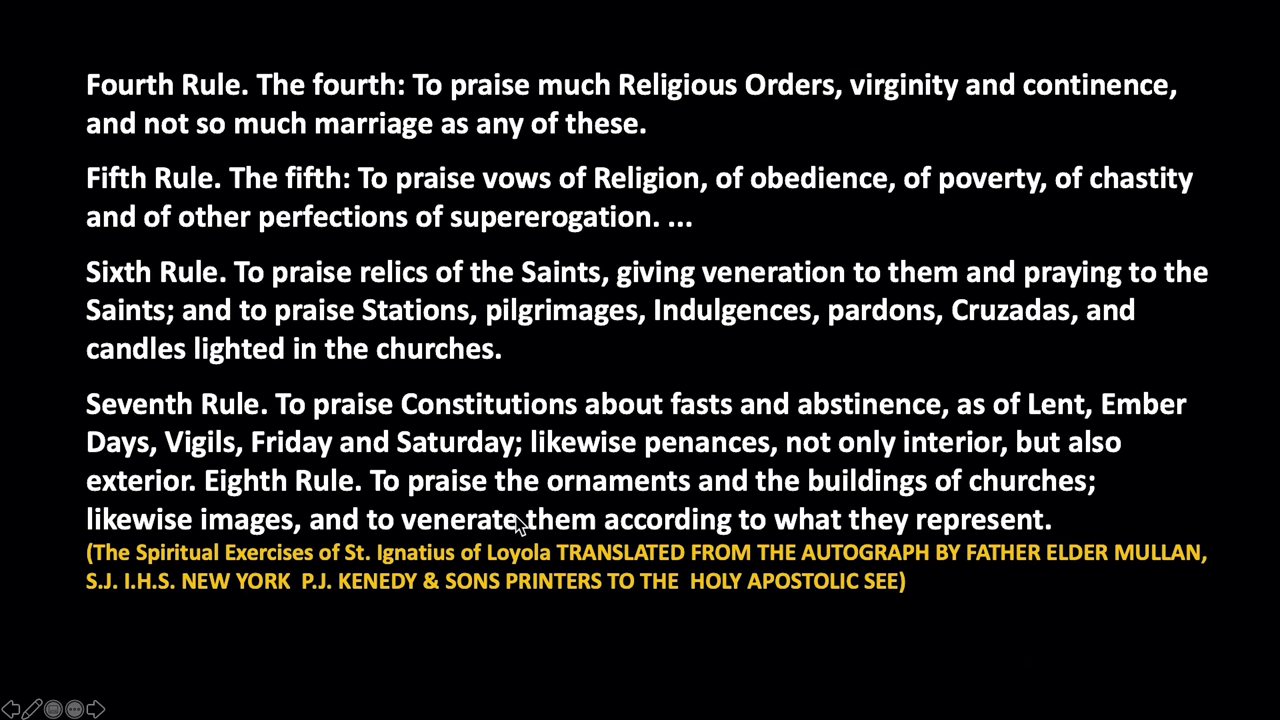 Fourth Rule. The fourth: To praise much Religious Orders, virginity and continence,
and not so much marriage as any of these.
Fifth Rule. The fifth: To praise vows of Religion, of obedience, of poverty, of chastity
and of other perfections of supererogation. ...
Sixth Rule. To praise relics of the Saints, giving veneration to them and praying to the
Saints; and to praise Stations, pilgrimages, Indulgences, pardons, Cruzadas, and
candles lighted in the churches.
Seventh Rule. To praise Constitutions about fasts and abstinence, as of Lent, Ember
Days, Vigils, Friday and Saturday; likewise penances, not only interior, but also
exterior. Eighth Rule. To praise the ornaments and the buildings of churches;
likewise images, and to venerate them according to what they represent.
(The Spiritual Exercises of St. Ignatius of Loyola TRANSLATED FROM THE AUTOGRAPH BY FATHER ELDER MULLAN,
S.J. I.H.S. NEW YORK P.J. KENEDY & SONS PRINTERS TO THE HOLY APOSTOLIC SEE)